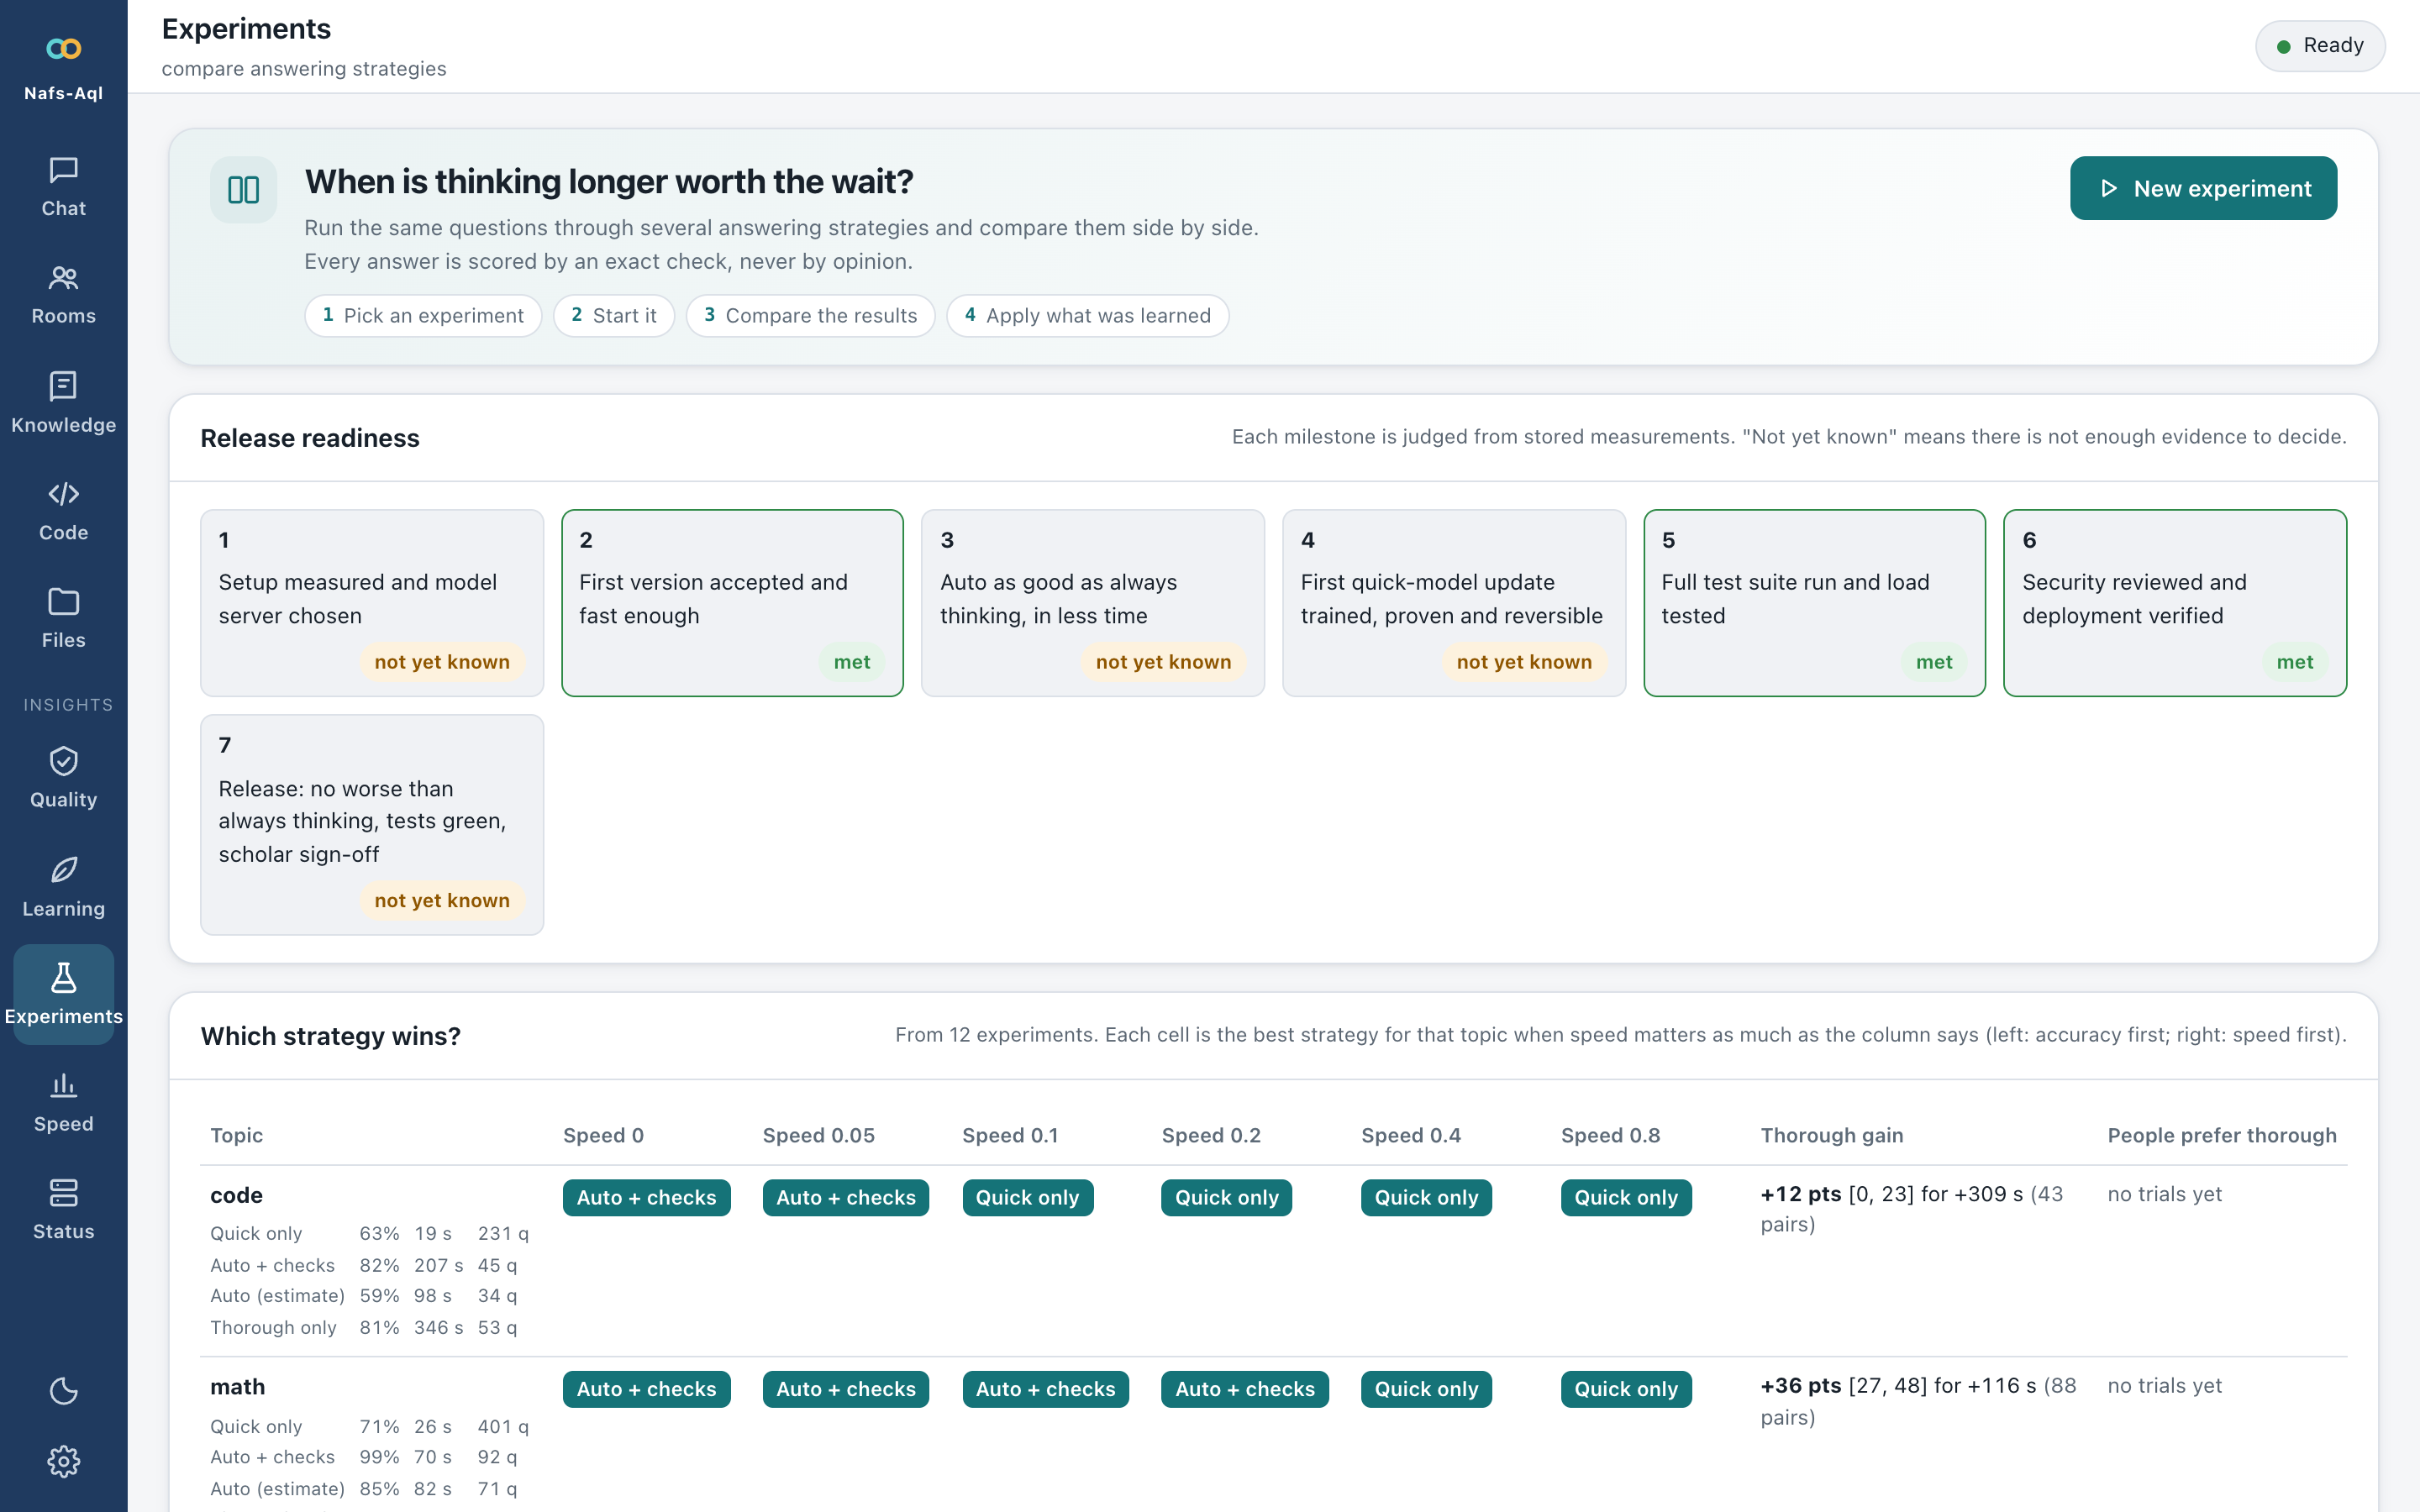 Nafs-Aql
Chat
Rooms
Knowledge
Code
Files
INSIGHTS
Quality
Learning
Experiments
Speed
Status
Experiments
compare answering strategies
Ready
When is thinking longer worth the wait?
Run the same questions through several answering strategies and compare them side by side.
Every answer is scored by an exact check, never by opinion.
1 Pick an experiment
2 Start it
3 Compare the results
4 Apply what was learned
New experiment
Release readiness
Each milestone is judged from stored measurements. "Not yet known" means there is not enough evidence to decide.
1
Setup measured and model
server chosen
not yet known
2
First version accepted and
fast enough
met
3
Auto as good as always
thinking, in less time
not yet known
4
First quick-model update
trained, proven and reversible
not yet known
5
Full test suite run and load
tested
met
6
Security reviewed and
deployment verified
met
7
Release: no worse than
always thinking, tests green,
scholar sign-off
not yet known
Which strategy wins?
From 12 experiments. Each cell is the best strategy for that topic when speed matters as much as the column says (left: accuracy first; right: speed first).
Topic Speed 0 Speed 0.05 Speed 0.1 Speed 0.2 Speed 0.4 Speed 0.8 Thorough gain People prefer thorough
code Auto + checks Auto + checks Quick only Quick only Quick only Quick only +12 pts [0, 23] for +309 s (43 no trials yet
pairs)
Quick only 63% 19 s 231 q
Auto + checks 82% 207 s 45 q
Auto (estimate) 59% 98 s 34 q
Thorough only 81% 346 s 53 q
math Auto + checks Auto + checks Auto + checks Auto + checks Quick only Quick only +36 pts [27, 48] for +116 s (88 no trials yet
pairs)
Quick only 71% 26 s 401 q
Auto + checks 99% 70 s 92 q
Auto (estimate) 85% 82 s 71 q